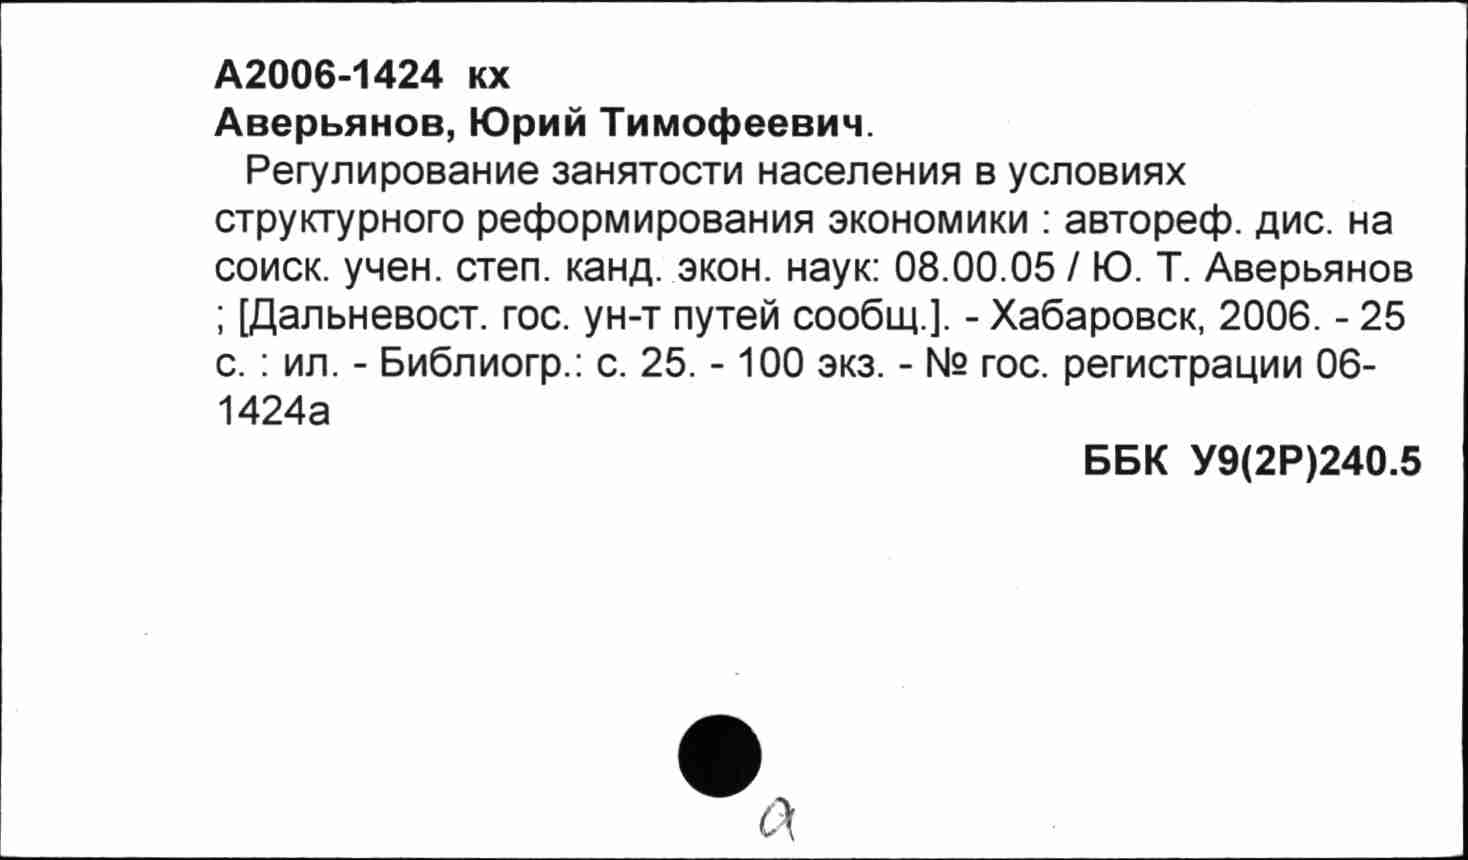 А2006-1424 кх
Аверьянов, Юрий Тимофеевич.
Регулирование занятости населения в условиях
структурного реформирования экономики : автореф. дис. на
соиск. учен. степ. канд. экон. наук: 08.00.05 / Ю. Т. Аверьянов
; [Дальневост. гос. ун-т путей сообщ.]. - Хабаровск, 2006. - 25
с. : ил. - Библиогр.: с. 25. - 100 экз. - № гос. регистрации 06-
1424а
ББК У9(2Р)240.5
а